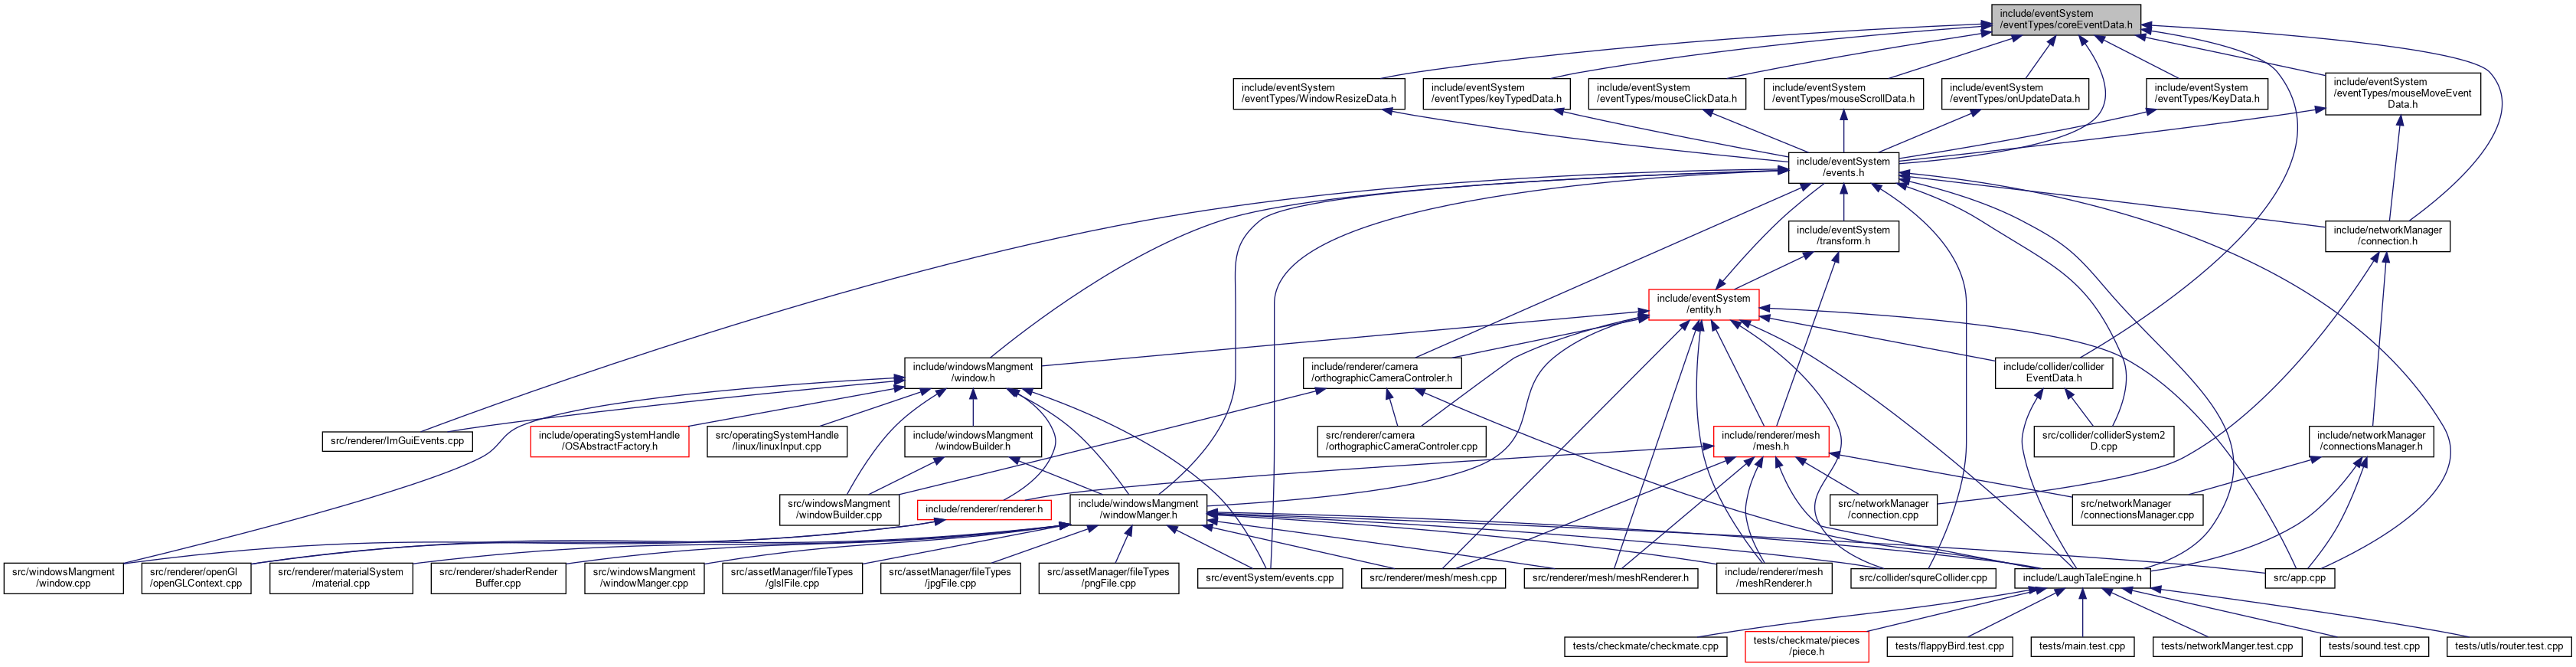 include/eventSystem
/eventTypes/coreEventData.h
include/eventSystem
/eventTypes/WindowResizeData.h
include/eventSystem
/eventTypes/keyTypedData.h
include/eventSystem
/eventTypes/mouseClickData.h
include/eventSystem
/eventTypes/mouseScrollData.h
include/eventSystem
/eventTypes/onUpdateData.h
include/eventSystem
/eventTypes/KeyData.h
include/eventSystem
/eventTypes/mouseMoveEvent
Data.h
include/eventSystem
/events.h
include/eventSystem
/transform.h
include/networkManager
/connection.h
include/eventSystem
/entity.h
include/windowsMangment
/window.h
include/renderer/camera
/orthographicCameraControler.h
include/collider/collider
EventData.h
src/renderer/ImGuiEvents.cpp
include/operatingSystemHandle
/OSAbstractFactory.h
src/operatingSystemHandle
/linux/linuxInput.cpp
include/windowsMangment
/windowBuilder.h
src/renderer/camera
/orthographicCameraControler.cpp
include/renderer/mesh
/mesh.h
src/collider/colliderSystem2
D.cpp
include/networkManager
/connectionsManager.h
src/windowsMangment
/windowBuilder.cpp
include/renderer/renderer.h
include/windowsMangment
/windowManger.h
src/networkManager
/connection.cpp
src/networkManager
/connectionsManager.cpp
src/windowsMangment
/window.cpp
src/renderer/openGl
/openGLContext.cpp
src/renderer/materialSystem
/material.cpp
src/renderer/shaderRender
Buffer.cpp
src/windowsMangment
/windowManger.cpp
src/assetManager/fileTypes
/glslFile.cpp
src/assetManager/fileTypes
/jpgFile.cpp
src/assetManager/fileTypes
/pngFile.cpp
src/eventSystem/events.cpp
src/renderer/mesh/mesh.cpp
src/renderer/mesh/meshRenderer.h
include/renderer/mesh
/meshRenderer.h
src/collider/squreCollider.cpp
include/LaughTaleEngine.h
src/app.cpp
tests/checkmate/checkmate.cpp
tests/checkmate/pieces
/piece.h
tests/flappyBird.test.cpp
tests/main.test.cpp
tests/networkManger.test.cpp
tests/sound.test.cpp
tests/utls/router.test.cpp